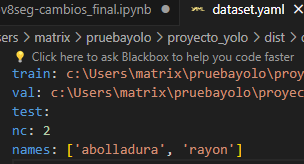 v8seg-cambios_final.ipynb dataset.yaml
ers > matrix > pruebayolo > proyecto_yolo > dist >
Click here to ask Blackbox to help you code faster
train: c:\Users\matrix\pruebayolo\proy
val: c:\Users\matrix\pruebayolo\proyec
test:
nc: 2
names: ['abolladura', 'rayon']